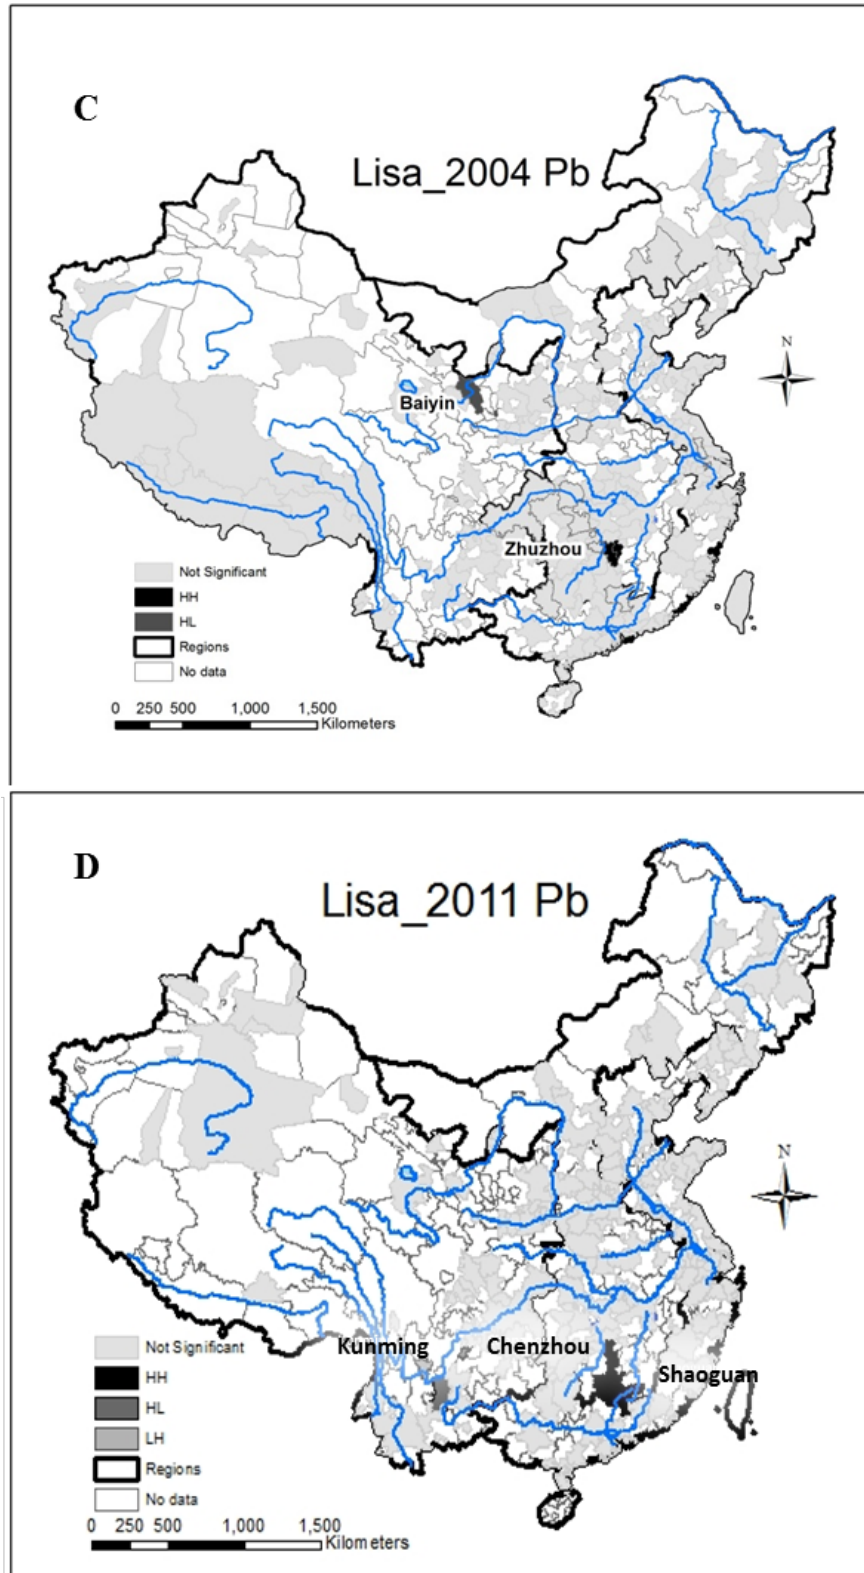 C
Lisa_2004 Pb
N
Baiyin
Zhuzhou
Not Significant
HH
HL
Regions
No data
0 250 500 1,000 1,500
Kilometers
D
Lisa_2011 Pb
N
Kunming
Chenzhou
Shaoguan
Not Significant
HH
HL
LH
Regions
No data
0 250 500 1,000 1,500
Kilometers